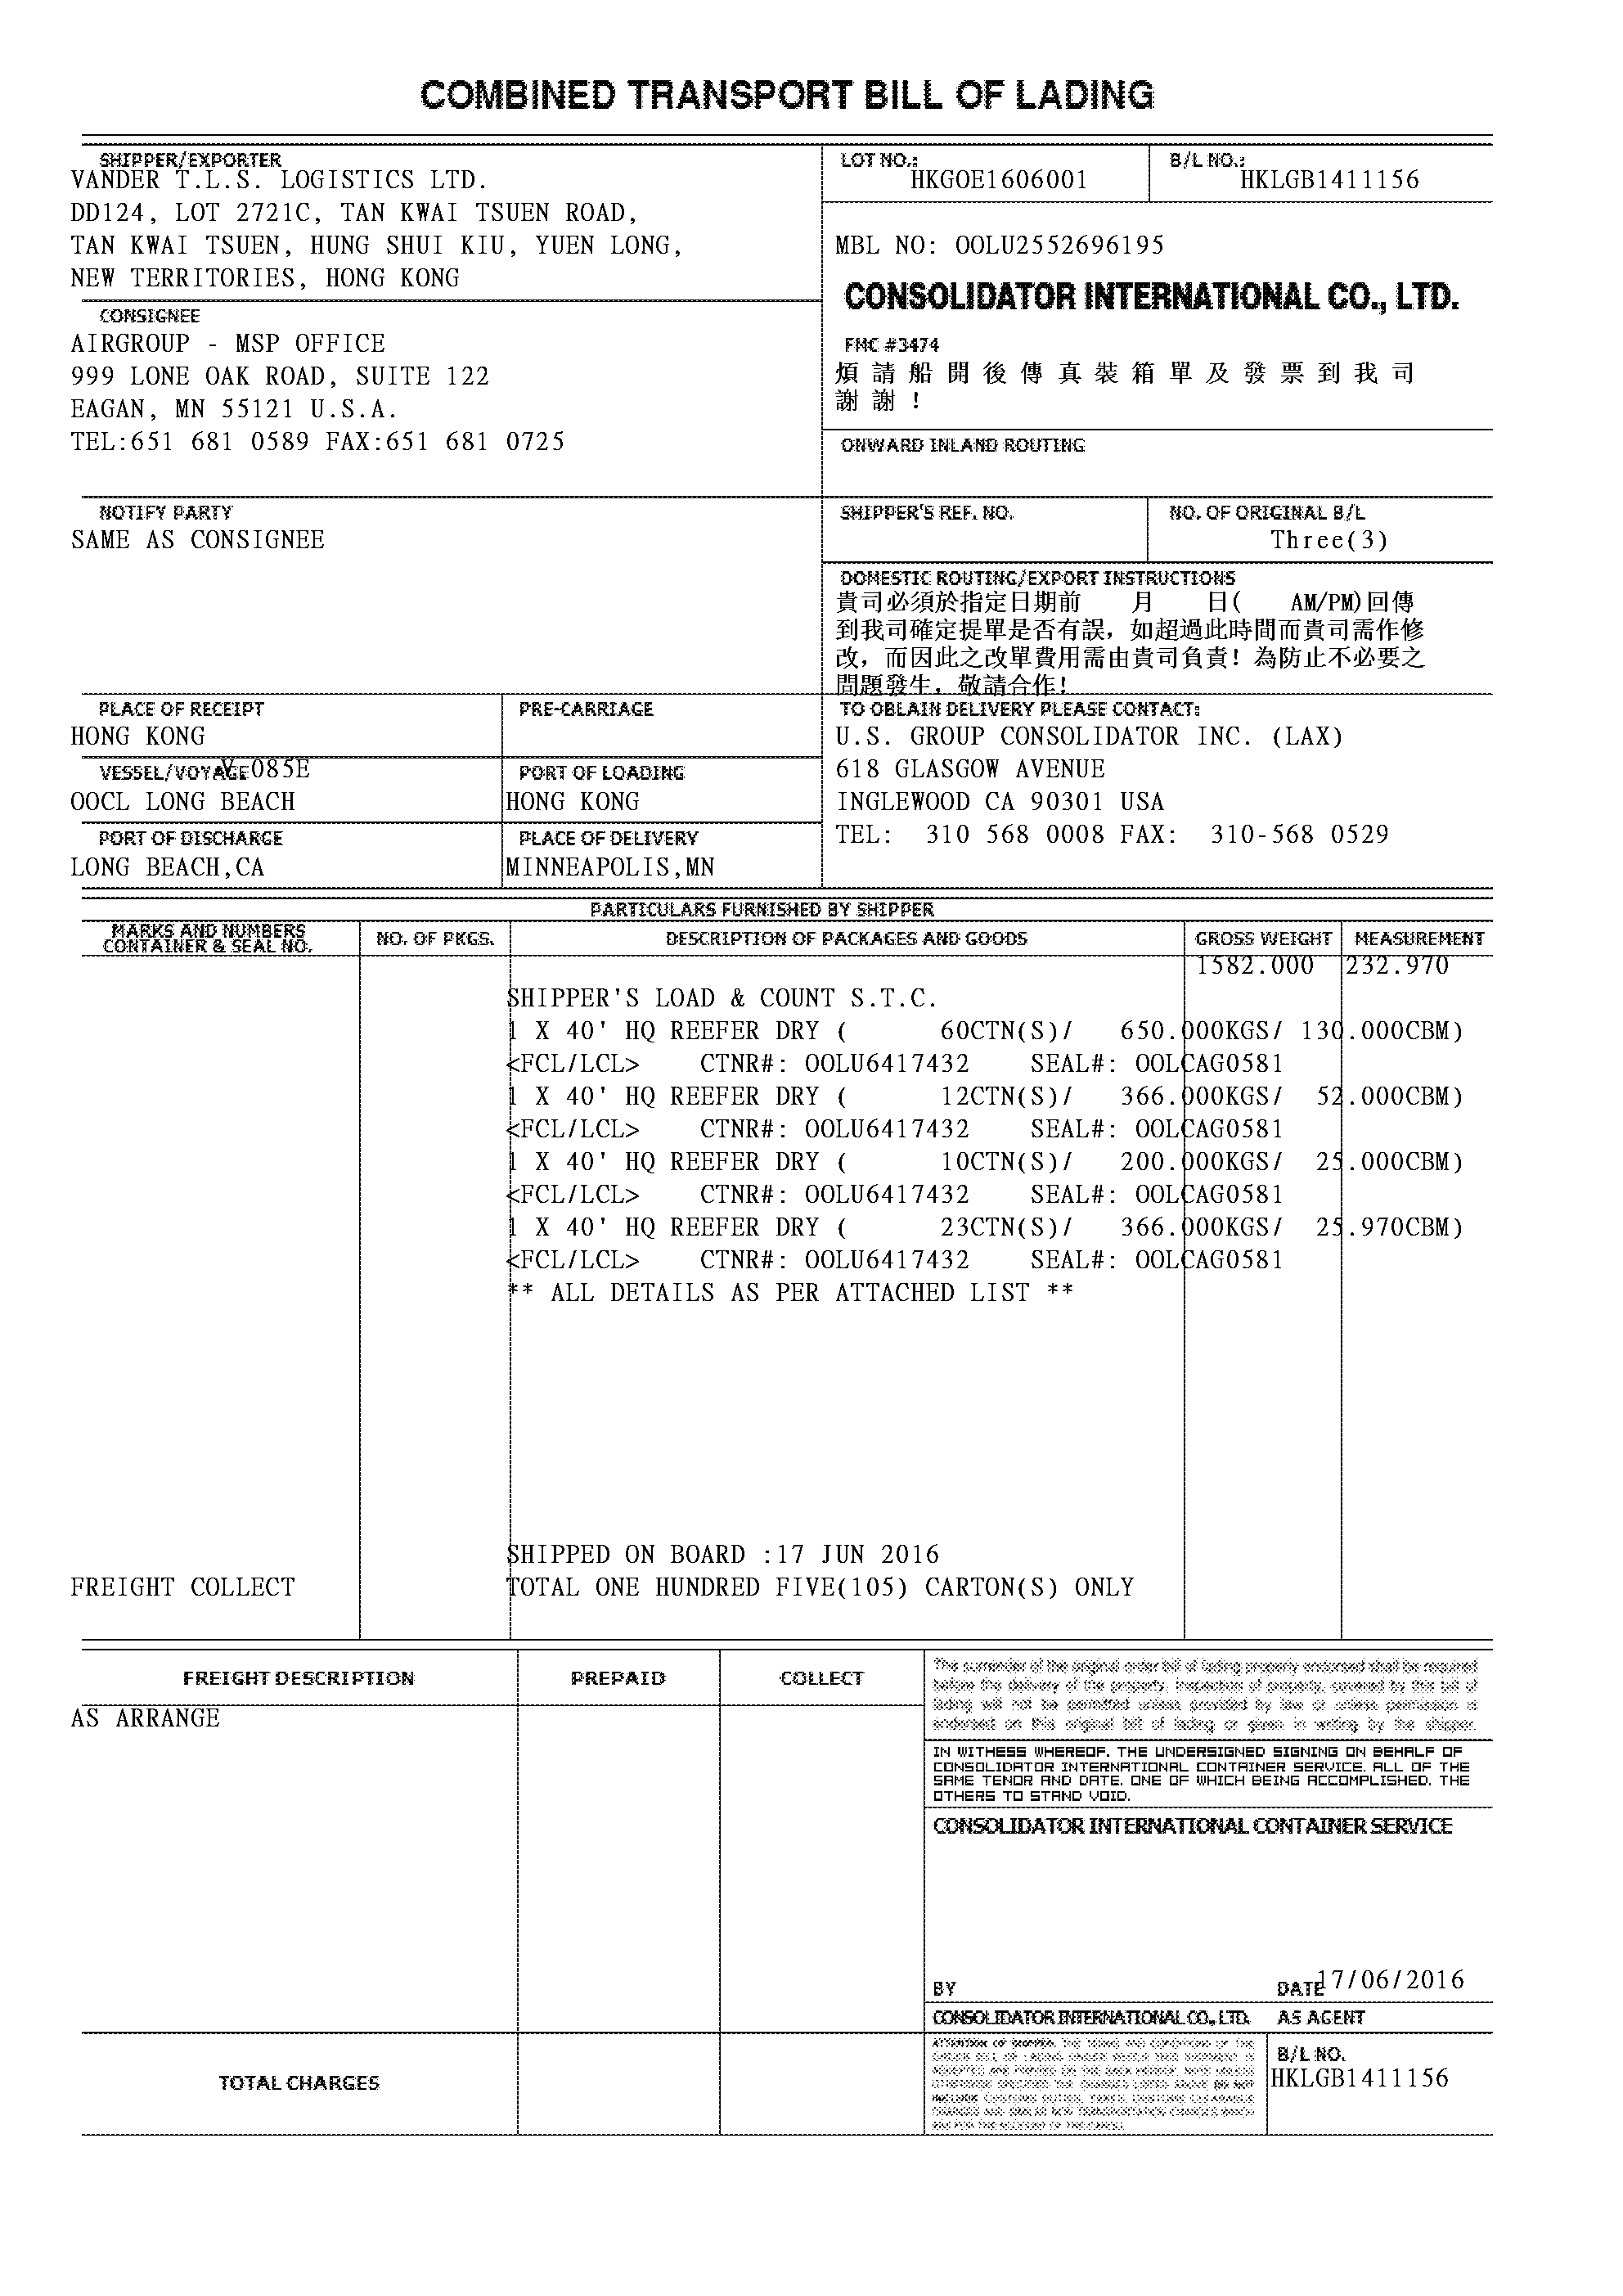 COMBINED TRANSPORT BILL OF LADING
SHIPPER/EXPORTER
VANDER T.L.S. LOGISTICS LTD.
DD124, LOT 2721C, TAN KWAI TSUEN ROAD,
TAN KWAI TSUEN, HUNG SHUI KIU, YUEN LONG,
NEW TERRITORIES, HONG KONG
LOT NO.:
HKGOE1606001
B/L NO.:
HKLGB1411156
MBL NO: OOLU2552696195
CONSOLIDATOR INTERNATIONAL CO., LTD.
FMC #3474
煩請船開後傳真裝箱單及發票到我司
謝謝!
CONSIGNEE
AIRGROUP - MSP OFFICE
999 LONE OAK ROAD, SUITE 122
EAGAN, MN 55121 U.S.A.
TEL:651 681 0589 FAX:651 681 0725
ONWARD INLAND ROUTING
NOTIFY PARTY
SAME AS CONSIGNEE
SHIPPER'S REF. NO.
NO. OF ORIGINAL B/L
Three(3)
DOMESTIC ROUTING/EXPORT INSTRUCTIONS
貴司必須於指定日期前 月 日( AM/PM)回傳
到我司確定提單是否有誤，如超過此時間而貴司需作修
改，而因此之改單費用需由貴司負責！為防止不必要之
問題發生，敬請合作！
PLACE OF RECEIPT
HONG KONG
PRE-CARRIAGE
VESSEL/VOYAGE V.085E
OOCL LONG BEACH
PORT OF LOADING
HONG KONG
PORT OF DISCHARGE
LONG BEACH,CA
PLACE OF DELIVERY
MINNEAPOLIS,MN
TO OBLAIN DELIVERY PLEASE CONTACT:
U.S. GROUP CONSOLIDATOR INC. (LAX)
618 GLASGOW AVENUE
INGLEWOOD CA 90301 USA
TEL: 310 568 0008 FAX: 310-568 0529
PARTICULARS FURNISHED BY SHIPPER
MARKS AND NUMBERS
CONTAINER & SEAL NO.
NO. OF PKGS.
DESCRIPTION OF PACKAGES AND GOODS
GROSS WEIGHT
MEASUREMENT
1582.000 232.970
SHIPPER'S LOAD & COUNT S.T.C.
1 X 40' HQ REEFER DRY ( 60CTN(S)/ 650.000KGS/ 130.000CBM)
<FCL/LCL> CTNR#: OOLU6417432 SEAL#: OOLCAG0581
1 X 40' HQ REEFER DRY ( 12CTN(S)/ 366.000KGS/ 52.000CBM)
<FCL/LCL> CTNR#: OOLU6417432 SEAL#: OOLCAG0581
1 X 40' HQ REEFER DRY ( 10CTN(S)/ 200.000KGS/ 25.000CBM)
<FCL/LCL> CTNR#: OOLU6417432 SEAL#: OOLCAG0581
1 X 40' HQ REEFER DRY ( 23CTN(S)/ 366.000KGS/ 25.970CBM)
<FCL/LCL> CTNR#: OOLU6417432 SEAL#: OOLCAG0581
** ALL DETAILS AS PER ATTACHED LIST **
SHIPPED ON BOARD :17 JUN 2016
FREIGHT COLLECT
TOTAL ONE HUNDRED FIVE(105) CARTON(S) ONLY
FREIGHT DESCRIPTION
PREPAID
COLLECT
AS ARRANGE
The surrender of the original order bill of lading properly endorsed shall be required
before the delivery of the property. Inspection of property covered by this bill of
lading will not be permitted unless provided by law or unless permission is
endorsed on this original bill of lading or given in writing by the shipper.
IN WITHESS WHEREOF, THE UNDERSIGNED SIGNING ON BEHALF OF
CONSOLIDATOR INTERNATIONAL CONTAINER SERVICE. ALL OF THE
SAME TENOR AND DATE, ONE OF WHICH BEING ACCOMPLISHED, THE
OTHERS TO STAND VOID.
CONSOLIDATOR INTERNATIONAL CONTAINER SERVICE
BY
DATE 17/06/2016
CONSOLIDATOR INTERNATIONAL CO., LTD. AS AGENT
TOTAL CHARGES
B/L NO.
HKLGB1411156